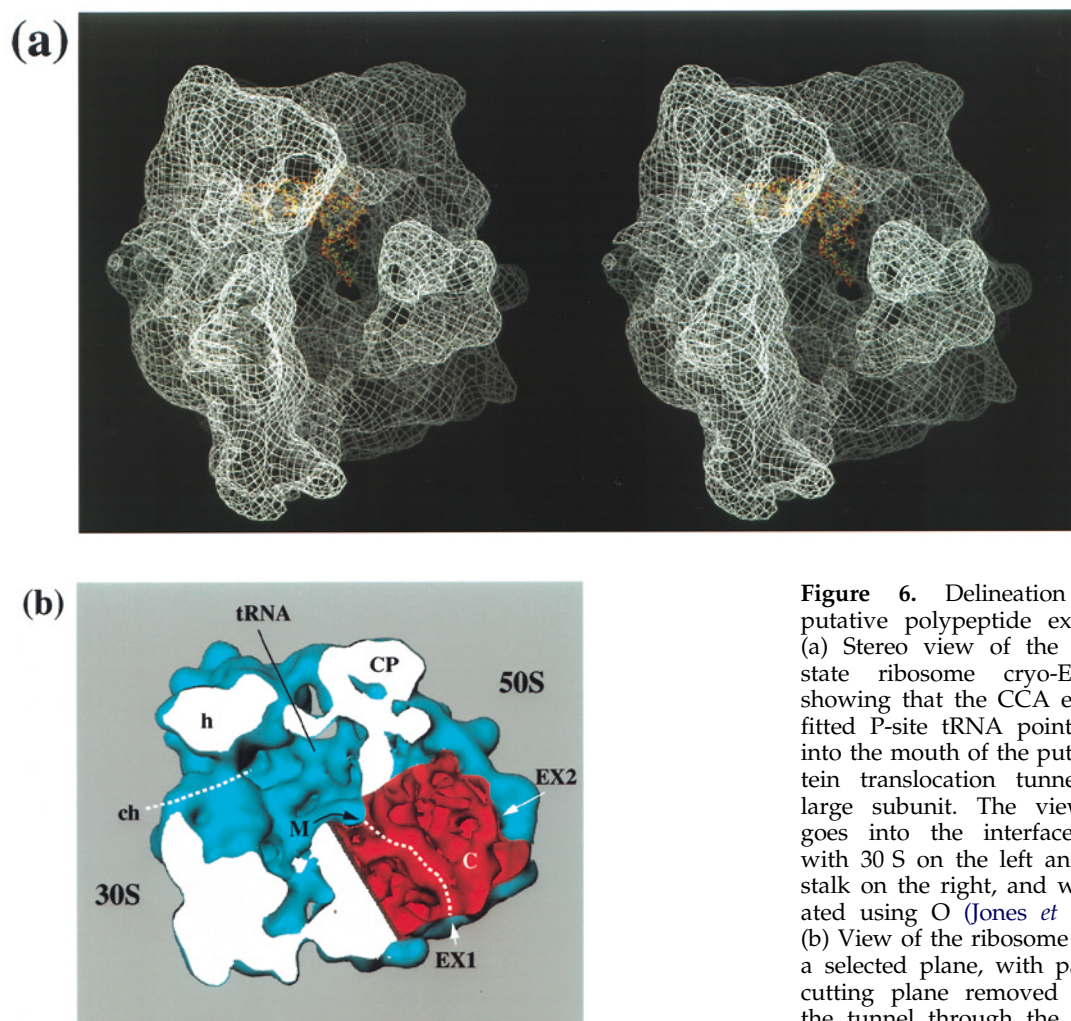 (a)
(b)
tRNA
CP
50S
h
EX2
ch
M
C
30S
EX1
Figure 6. Delineation
putative polypeptide ex
(a) Stereo view of the
state ribosome cryo-E
showing that the CCA e
fitted P-site tRNA point
into the mouth of the put
tein translocation tunne
large subunit. The view
goes into the interface
with 30 S on the left an
stalk on the right, and w
ated using O (Jones et
(b) View of the ribosome
a selected plane, with pa
cutting plane removed
the tunnel through the